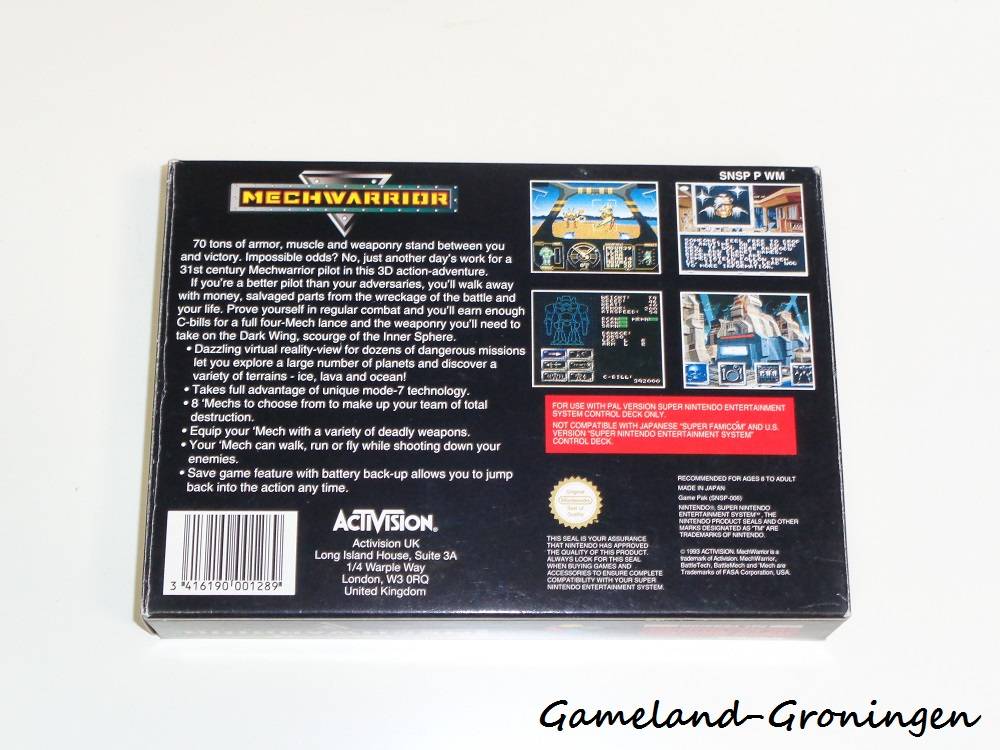 SNSP P WM
MECHWARRIOR
70 tons of armor, muscle and weaponry stand between you
and victory. Impossible odds? No, just another day's work for a
31st century Mechwarrior pilot in this 3D action-adventure.
If you're a better pilot than your adversaries, you'll walk away
with money, salvaged parts from the wreckage of the battle and
your life. Prove yourself in regular combat and you'll earn enough
C-bills for a full four-Mech lance and the weaponry you'll need to
take on the Dark Wing, scourge of the Inner Sphere.
• Dazzling virtual reality-view for dozens of dangerous missions
let you explore a large number of planets and discover a
variety of terrains - ice, lava and ocean!
• Takes full advantage of unique mode-7 technology.
• 8 'Mechs to choose from to make up your team of total
destruction.
• Equip your 'Mech with a variety of deadly weapons.
• Your 'Mech can walk, run or fly while shooting down your
enemies.
• Save game feature with battery back-up allows you to jump
back into the action any time.
3 416190 001289
ACTIVISION®
Activision UK
Long Island House, Suite 3A
1/4 Warple Way
London, W3 0RQ
United Kingdom
TO MORE INFORMATION.
C-BILL:
392000
FOR USE WITH PAL VERSION SUPER NINTENDO ENTERTAINMENT
SYSTEM CONTROL DECK ONLY.
NOT COMPATIBLE WITH JAPANESE "SUPER FAMICOM" AND U.S.
VERSION "SUPER NINTENDO ENTERTAINMENT SYSTEM"
CONTROL DECK.
Original
Nintendo
Seal of
Quality
THIS SEAL IS YOUR ASSURANCE
THAT NINTENDO HAS APPROVED
THE QUALITY OF THIS PRODUCT.
ALWAYS LOOK FOR THIS SEAL
WHEN BUYING GAMES AND
ACCESSORIES TO ENSURE COMPLETE
COMPATIBILITY WITH YOUR SUPER
NINTENDO ENTERTAINMENT SYSTEM.
RECOMMENDED FOR AGES 8 TO ADULT
MADE IN JAPAN
Game Pak (SNSP-006)
NINTENDO®, SUPER NINTENDO
ENTERTAINMENT SYSTEM™, THE
NINTENDO PRODUCT SEALS AND OTHER
MARKS DESIGNATED AS "TM" ARE
TRADEMARKS OF NINTENDO.
© 1993 ACTIVISION. MechWarrior is a
trademark of Activision. MechWarrior,
BattleTech, BattleMech and 'Mech are
Trademarks of FASA Corporation, USA.
Gameland-Groningen